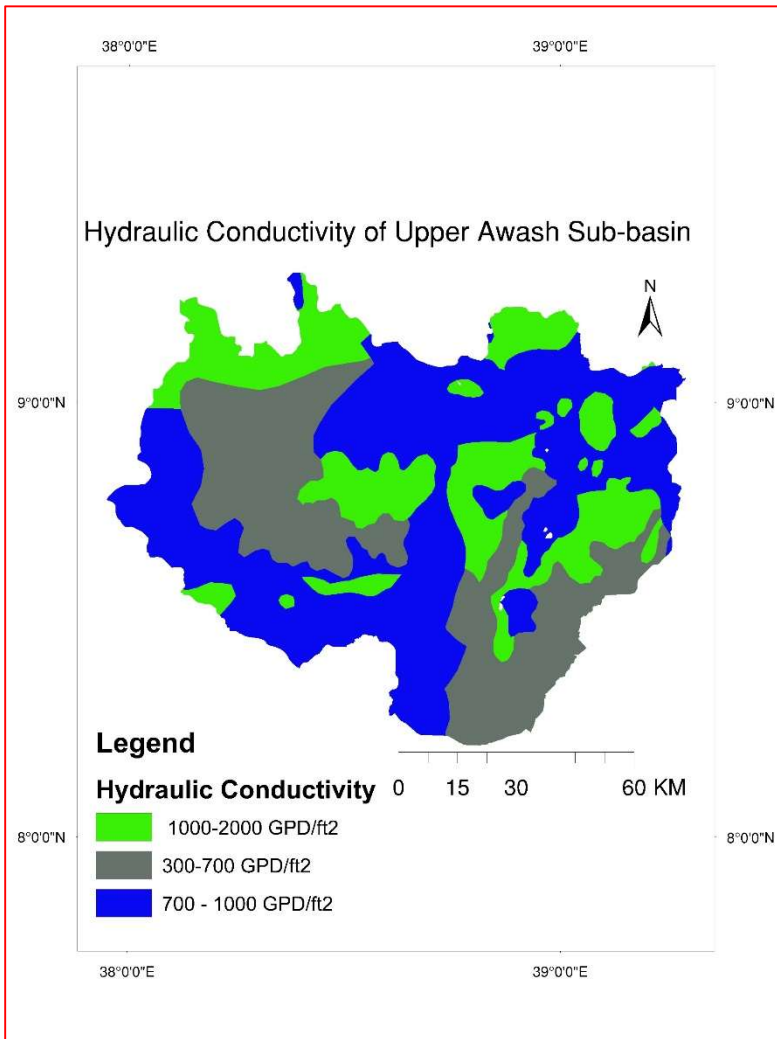 38°0'0"E 39°0'0"E
Hydraulic Conductivity of Upper Awash Sub-basin
N
9°0'0"N 9°0'0"N
Legend
Hydraulic Conductivity 0 15 30 60 KM
1000-2000 GPD/ft2
8°0'0"N 8°0'0"N
300-700 GPD/ft2
700 - 1000 GPD/ft2
38°0'0"E 39°0'0"E